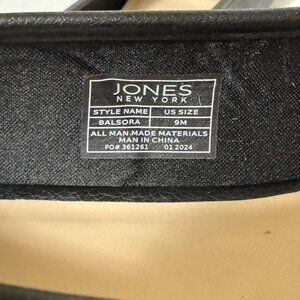 JONES
NEW YORK
STYLE NAME US SIZE
BALSORA 9M
ALL MAN.MADE MATERIALS
MAN IN CHINA
PO# 361261 01.2024